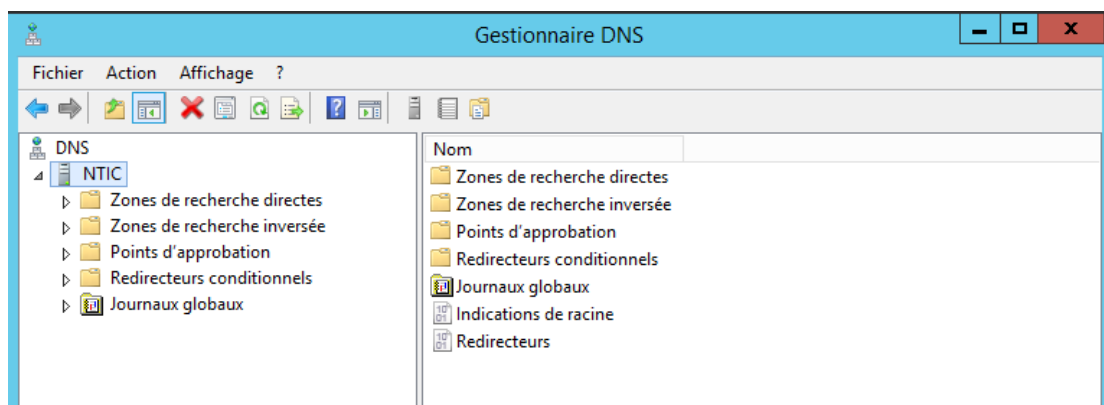 Gestionnaire DNS
Fichier Action Affichage ?
DNS
NTIC
Zones de recherche directes
Zones de recherche inversée
Points d'approbation
Redirecteurs conditionnels
Journaux globaux
Nom
Zones de recherche directes
Zones de recherche inversée
Points d'approbation
Redirecteurs conditionnels
Journaux globaux
Indications de racine
Redirecteurs